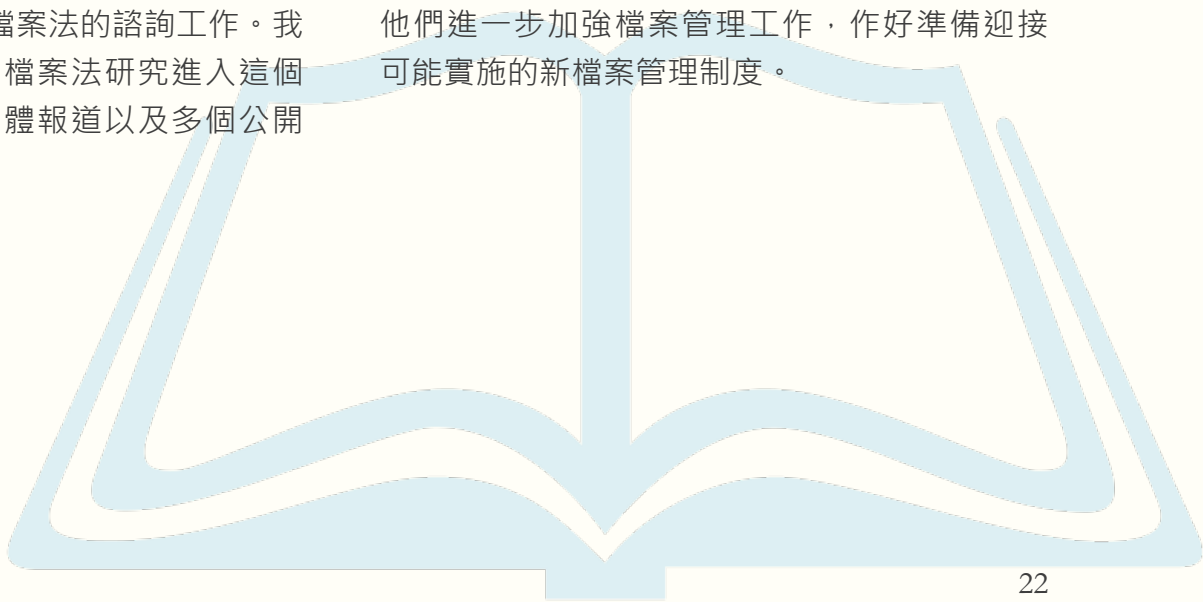 檔案法的諮詢工作。我
檔案法研究進入這個
體報道以及多個公開
他們進一步加強檔案管理工作，作好準備迎接
可能實施的新檔案管理制度。
22